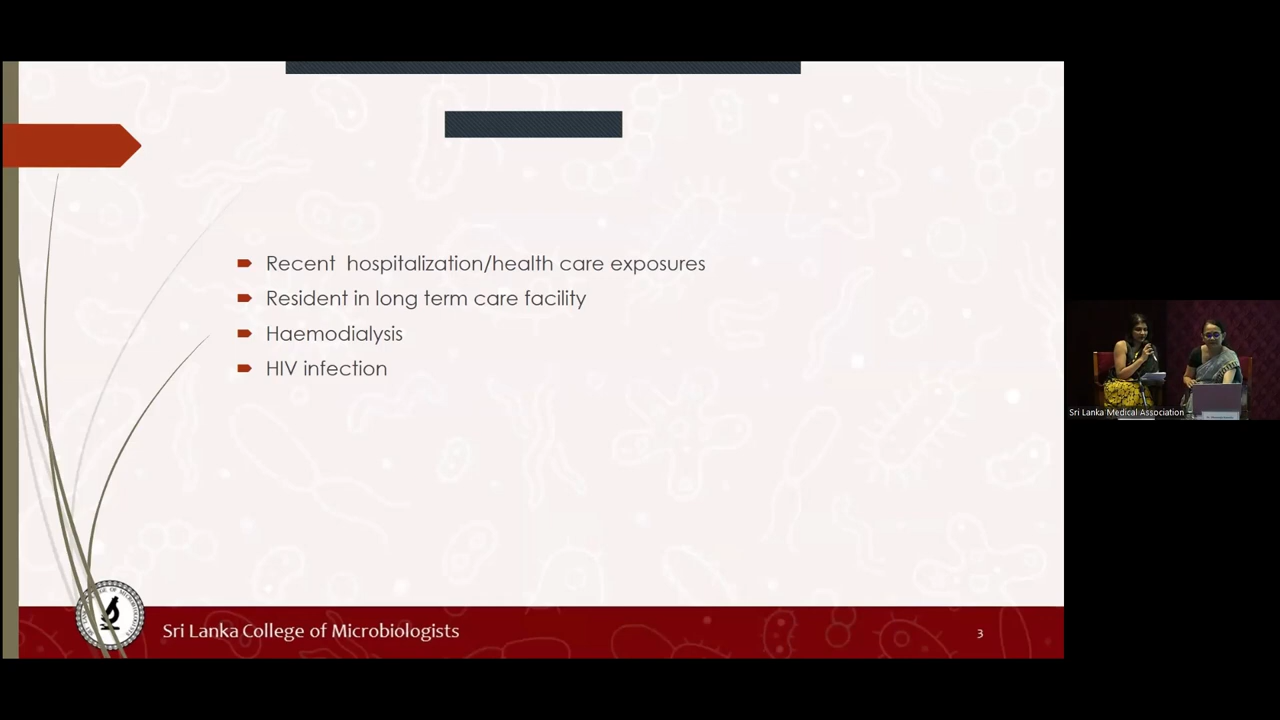 Recent  hospitalization/health care exposures
Resident in long term care facility
Haemodialysis
HIV infection
Sri Lanka Medical Association
Sri Lanka College of Microbiologists
3